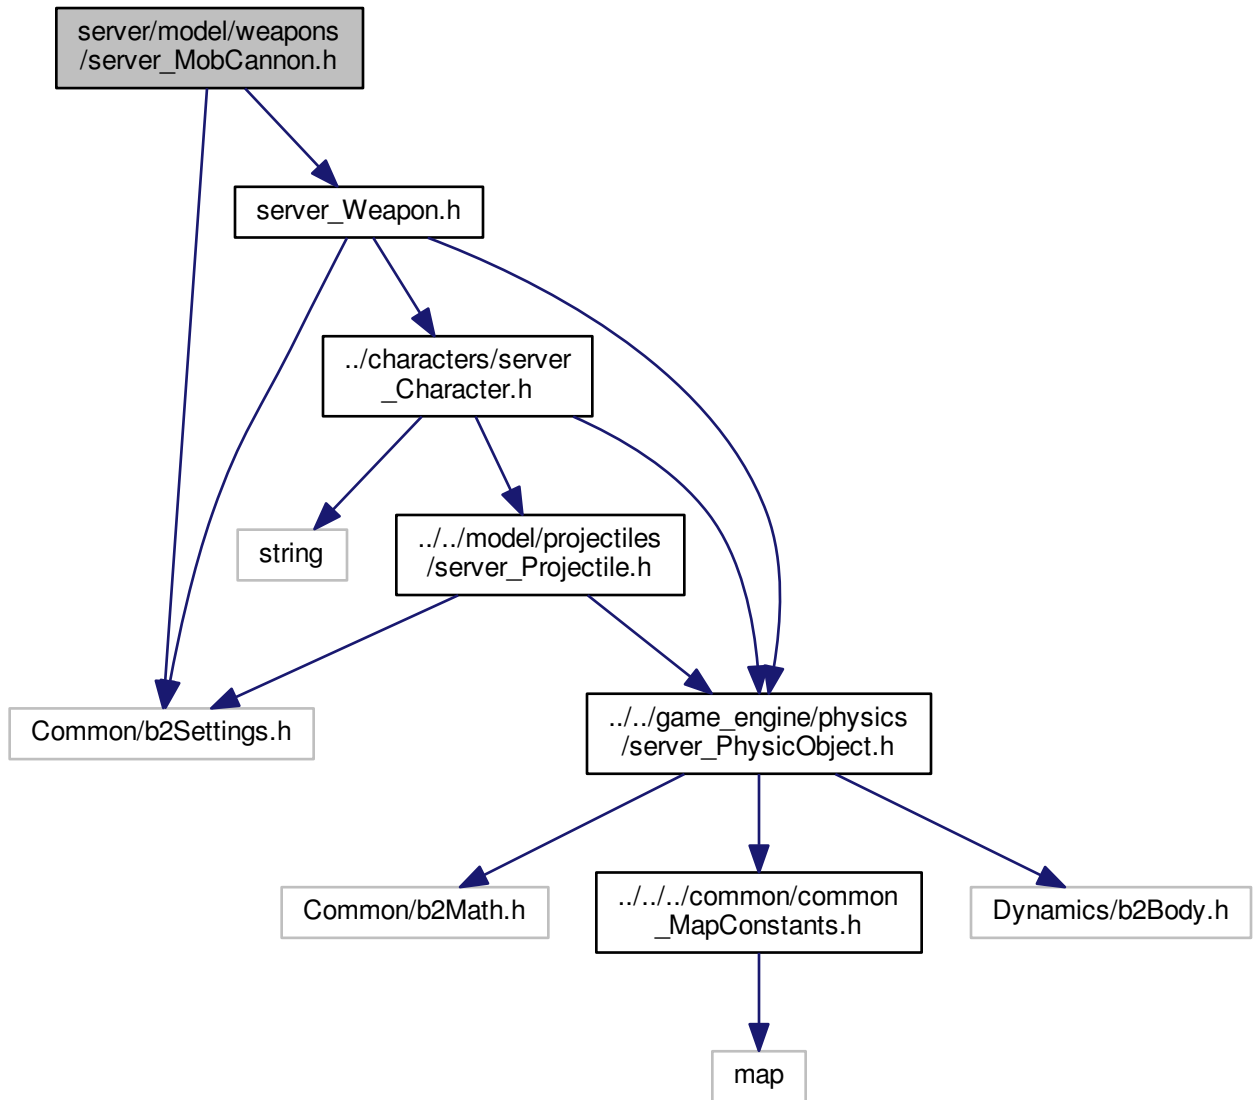 server/model/weapons
/server_MobCannon.h
server_Weapon.h
../characters/server
_Character.h
string
../../model/projectiles
/server_Projectile.h
Common/b2Settings.h
../../game_engine/physics
/server_PhysicObject.h
Common/b2Math.h
../../../common/common
_MapConstants.h
Dynamics/b2Body.h
map